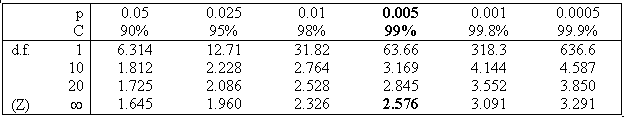 p 0.05 0.025 0.01 0.005 0.001 0.0005
C 90% 95% 98% 99% 99.8% 99.9%
d.f. 1 6.314 12.71 31.82 63.66 318.3 636.6
10 1.812 2.228 2.764 3.169 4.144 4.587
20 1.725 2.086 2.528 2.845 3.552 3.850
(Z) ∞ 1.645 1.960 2.326 2.576 3.091 3.291